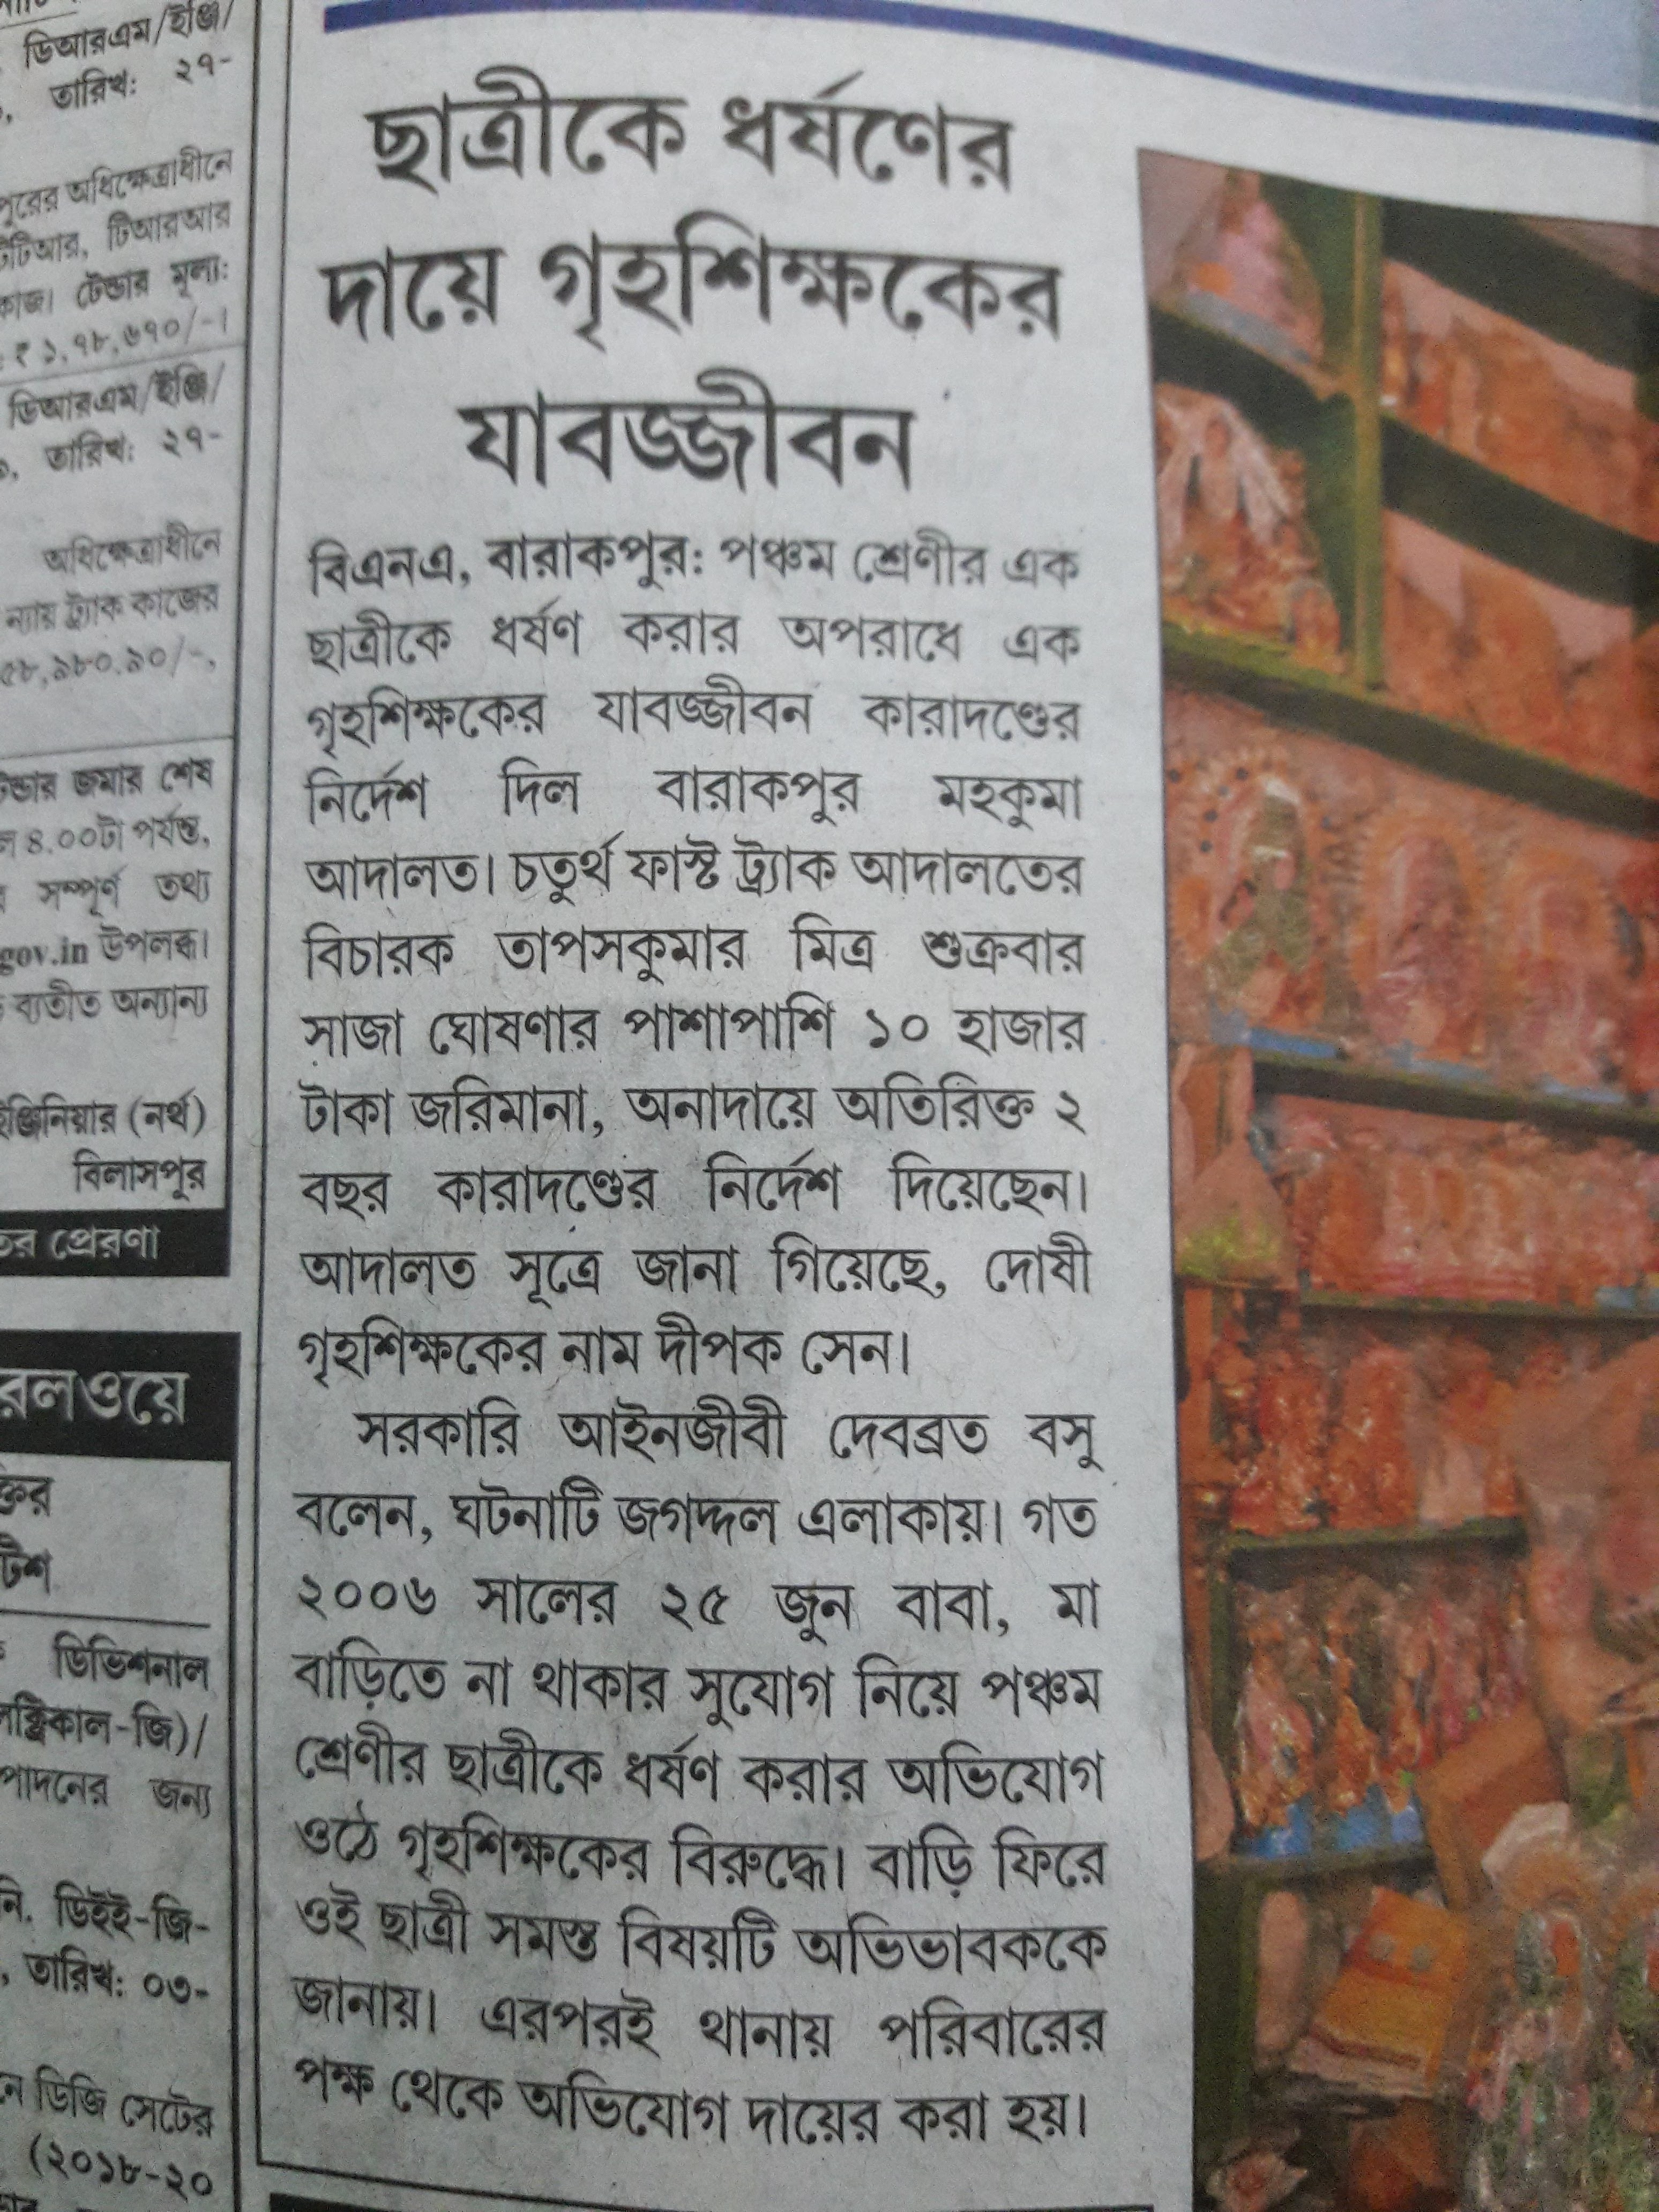 ডিআরএম/ইঞ্জি/
তারিখ: ২৭-
পুরের অধিক্ষেত্রাধীনে
টিআর, টিআরআর
কাজ। টেন্ডার মূল্য:
₹ ১,৭৮,৬৭০/-।
ডিআরএম/ইঞ্জি/
তারিখ: ২৭-
অধিক্ষেত্রাধীনে
ন্যায় ট্র্যাক কাজের
৫৮,৯৮০.৯০/-,
জমার শেষ
৪.০০টা পর্যন্ত,
সম্পূর্ণ তথ্য
gov.in উপলব্ধ।
ব্যতীত অন্যান্য
ইঞ্জিনিয়ার (নর্থ)
বিলাসপুর
প্রেরণা
রেলওয়ে
ডিভিশনাল
জন্য
ডিইই-জি-
, তারিখ: ০৩-
ডিজি সেটের
(২০১৮-২০
ছাত্রীকে ধর্ষণের
দায়ে গৃহশিক্ষকের
যাবজ্জীবন
বিএনএ, বারাকপুর: পঞ্চম শ্রেণীর এক
ছাত্রীকে ধর্ষণ করার অপরাধে এক
গৃহশিক্ষকের যাবজ্জীবন কারাদণ্ডের
নির্দেশ দিল বারাকপুর মহকুমা
আদালত। চতুর্থ ফাস্ট ট্র্যাক আদালতের
বিচারক তাপসকুমার মিত্র শুক্রবার
সাজা ঘোষণার পাশাপাশি ১০ হাজার
টাকা জরিমানা, অনাদায়ে অতিরিক্ত ২
বছর কারাদণ্ডের নির্দেশ দিয়েছেন।
আদালত সূত্রে জানা গিয়েছে, দোষী
গৃহশিক্ষকের নাম দীপক সেন।
সরকারি আইনজীবী দেবব্রত বসু
বলেন, ঘটনাটি জগদ্দল এলাকায়। গত
২০০৬ সালের ২৫ জুন বাবা, মা
বাড়িতে না থাকার সুযোগ নিয়ে পঞ্চম
শ্রেণীর ছাত্রীকে ধর্ষণ করার অভিযোগ
ওঠে গৃহশিক্ষকের বিরুদ্ধে। বাড়ি ফিরে
ওই ছাত্রী সমস্ত বিষয়টি অভিভাবককে
জানায়। এরপরই থানায় পরিবারের
পক্ষ থেকে অভিযোগ দায়ের করা হয়।